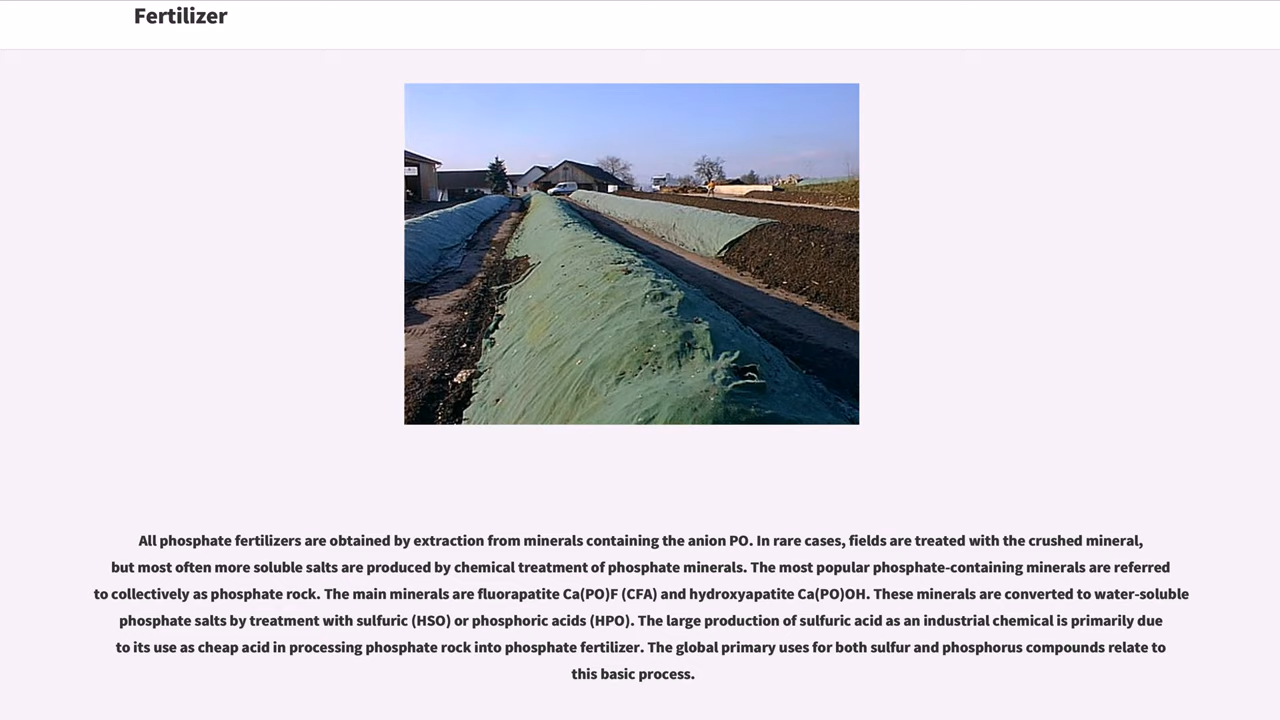 Fertilizer
All phosphate fertilizers are obtained by extraction from minerals containing the anion PO. In rare cases, fields are treated with the crushed mineral,
but most often more soluble salts are produced by chemical treatment of phosphate minerals. The most popular phosphate-containing minerals are referred
to collectively as phosphate rock. The main minerals are fluorapatite Ca(PO)F (CFA) and hydroxyapatite Ca(PO)OH. These minerals are converted to water-soluble
phosphate salts by treatment with sulfuric (HSO) or phosphoric acids (HPO). The large production of sulfuric acid as an industrial chemical is primarily due
to its use as cheap acid in processing phosphate rock into phosphate fertilizer. The global primary uses for both sulfur and phosphorus compounds relate to
this basic process.